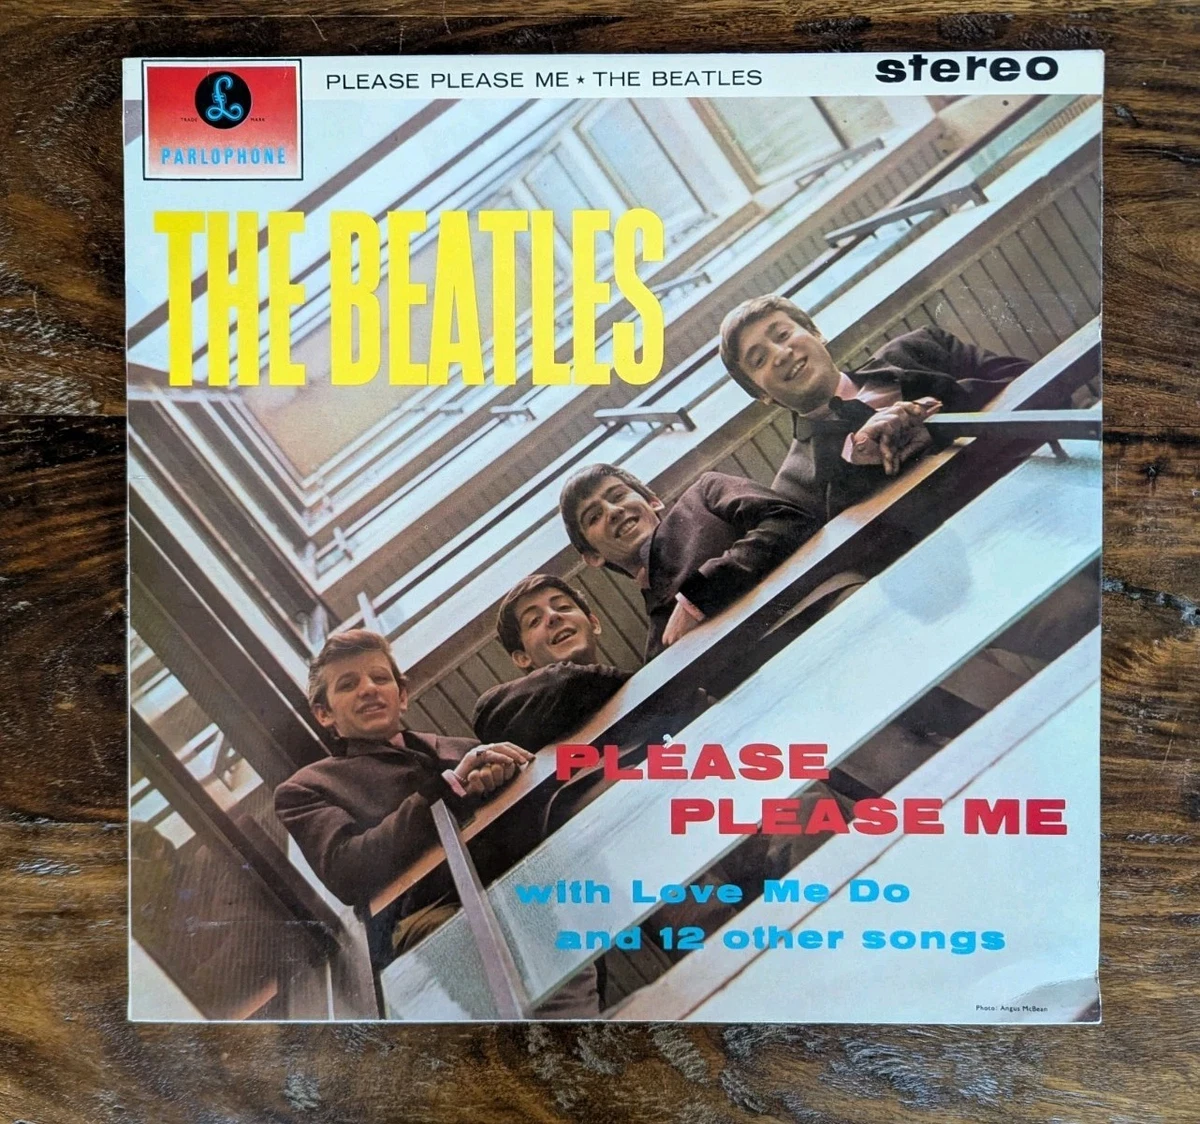 PLEASE PLEASE ME ★ THE BEATLES
stereo
£
TRADE MARK
PARLOPHONE
THE BEATLES
PLEASE
PLEASE ME
with Love Me Do
and 12 other songs
Photo: Angus McBean